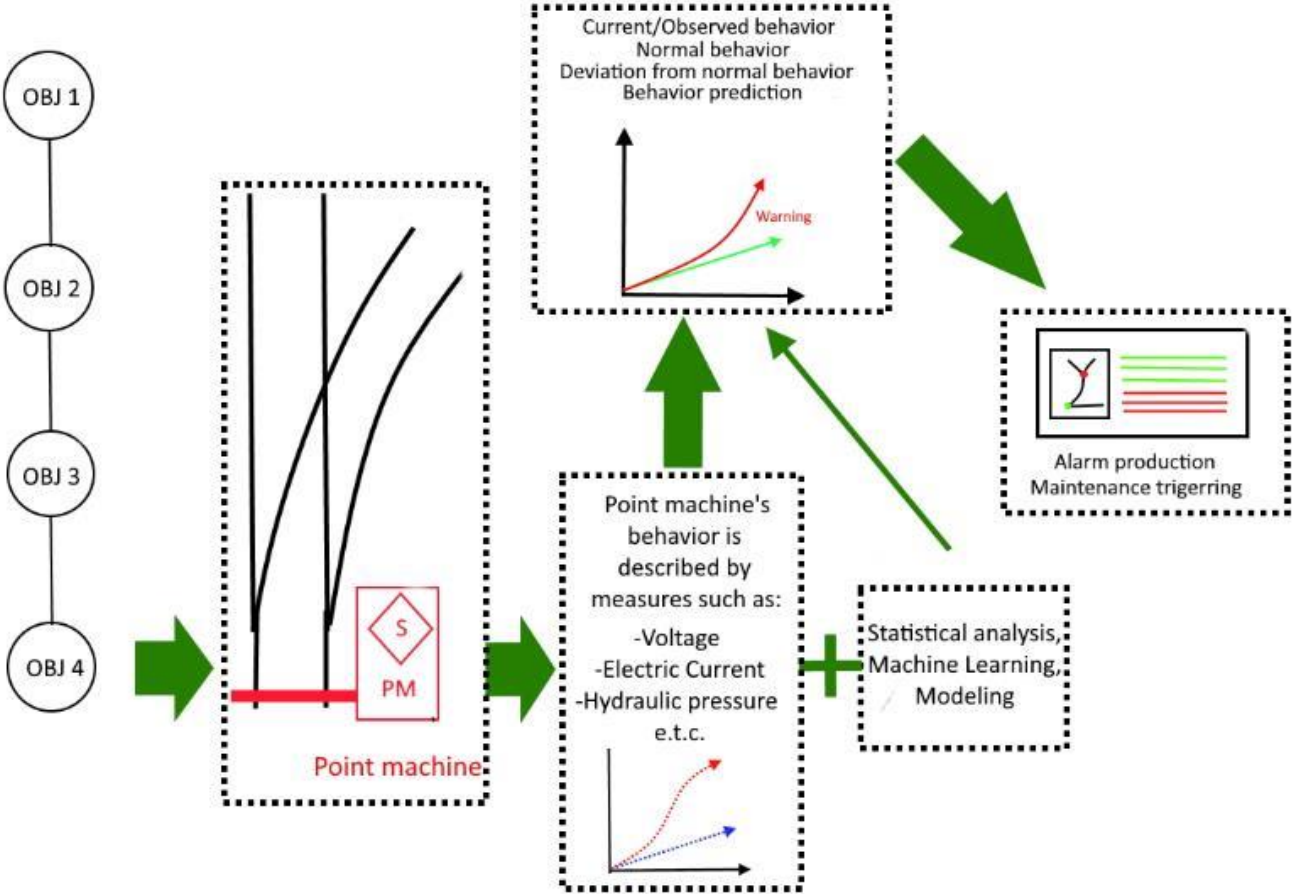 OBJ 1
OBJ 2
OBJ 3
OBJ 4
S
PM
Point machine
Point machine's
behavior is
described by
measures such as:
-Voltage
-Electric Current
-Hydraulic pressure
e.t.c.
Statistical analysis,
Machine Learning,
Modeling
Current/Observed behavior
Normal behavior
Deviation from normal behavior
Behavior prediction
Warning
Alarm production
Maintenance trigerring